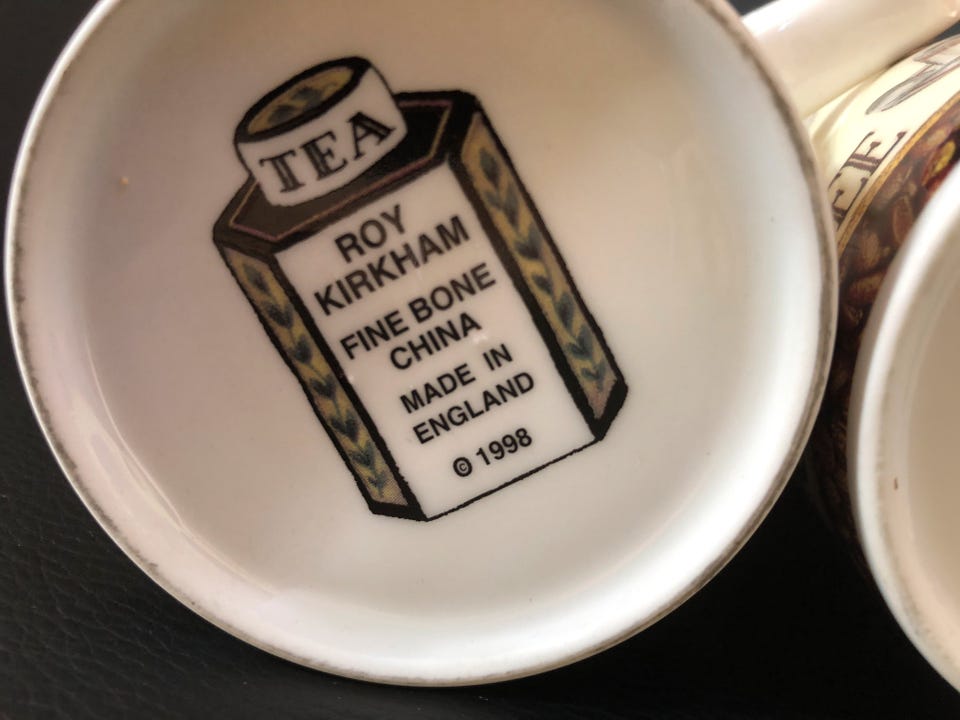 TEA
ROY
KIRKHAM
FINE BONE
CHINA
MADE IN
ENGLAND
© 1998